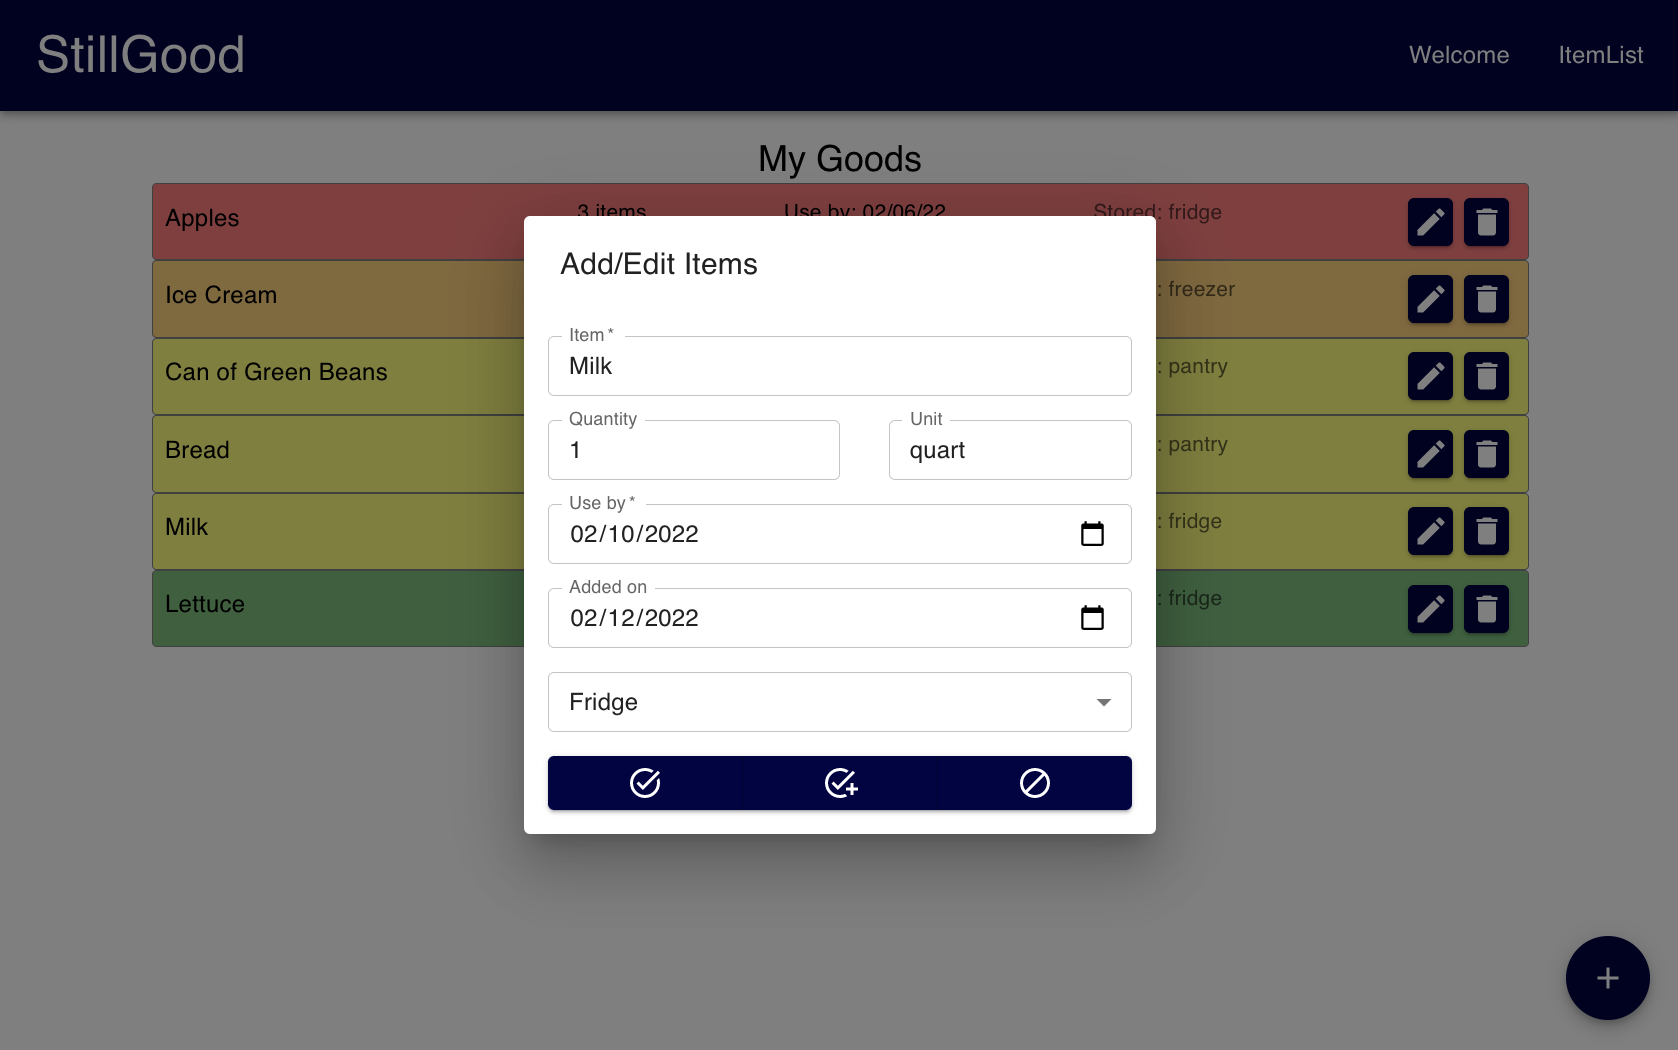 StillGood
Welcome
ItemList
My Goods
Apples
3 items
Use by: 02/06/22
Stored: fridge
Ice Cream
: freezer
Can of Green Beans
: pantry
Bread
: pantry
Milk
: fridge
Lettuce
: fridge
Add/Edit Items
Item *
Milk
Quantity
1
Unit
quart
Use by *
02/10/2022
Added on
02/12/2022
Fridge